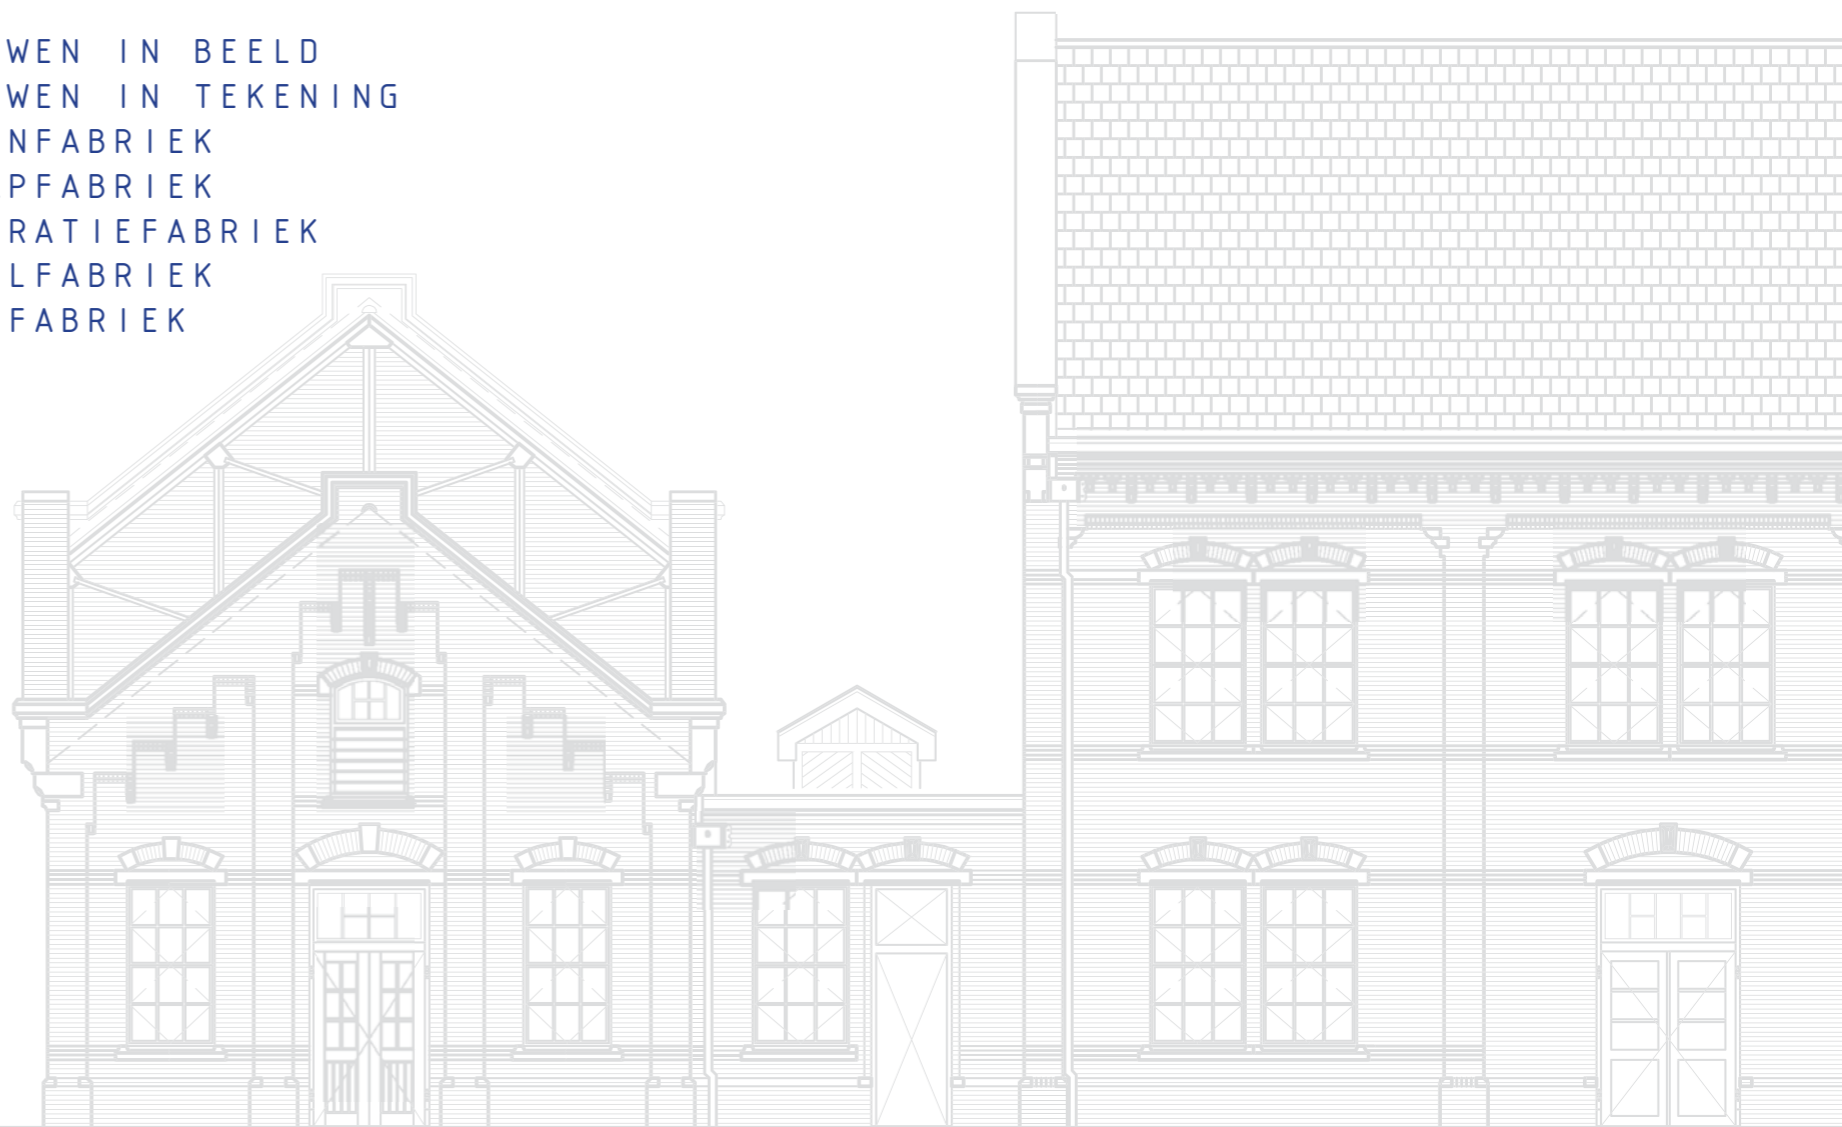 WEN IN BEELD
WEN IN TEKENING
NFABRIEK
PFABRIEK
RATIEFABRIEK
LFABRIEK
FABRIEK